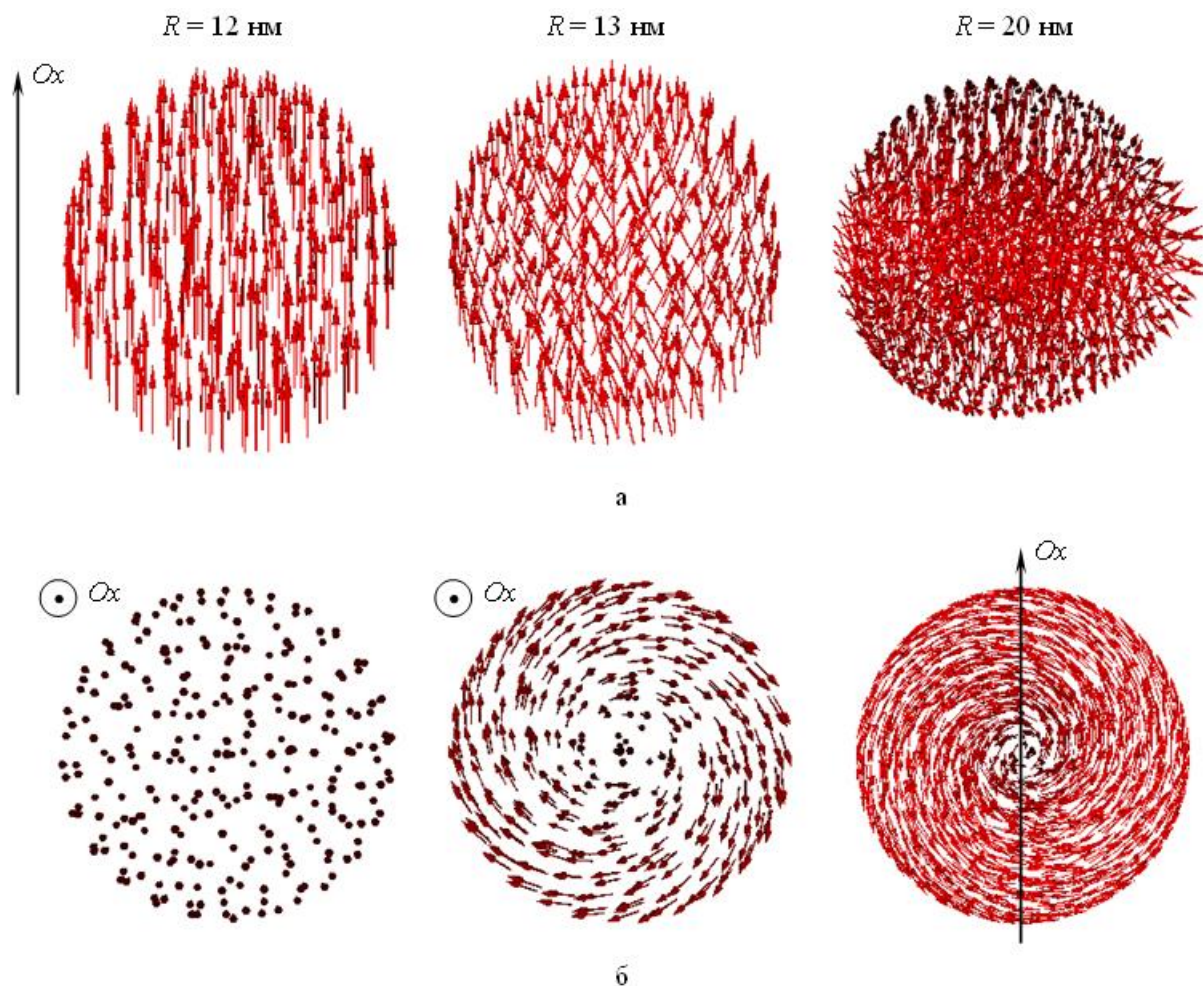 R = 12 нм R = 13 нм R = 20 нм
Ox
а
Ox Ox Ox
б